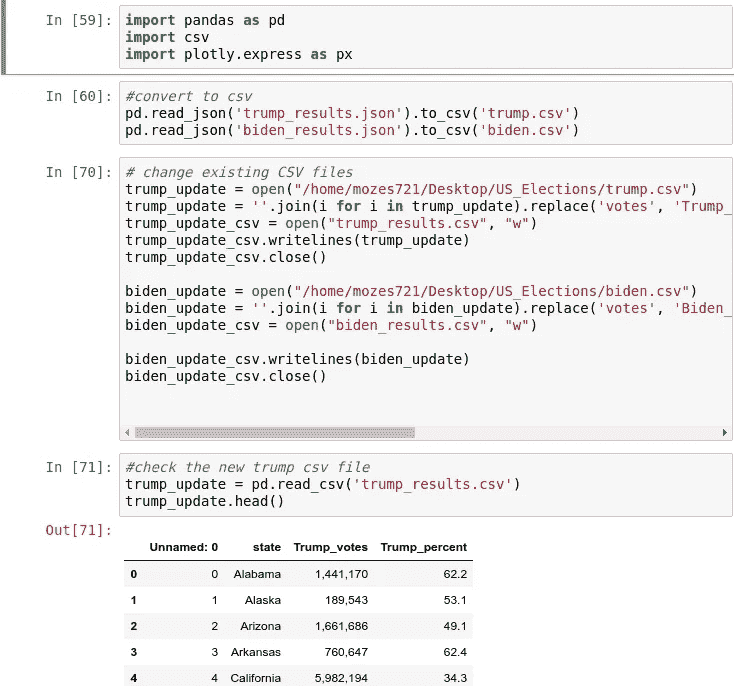 In [59]: import pandas as pd
import csv
import plotly.express as px
In [60]: #convert to csv
pd.read_json('trump_results.json').to_csv('trump.csv')
pd.read_json('biden_results.json').to_csv('biden.csv')
In [70]: # change existing CSV files
trump_update = open("/home/mozes721/Desktop/US_Elections/trump.csv")
trump_update = ''.join(i for i in trump_update).replace('votes', 'Trump_
trump_update_csv = open("trump_results.csv", "w")
trump_update_csv.writelines(trump_update)
trump_update_csv.close()
biden_update = open("/home/mozes721/Desktop/US_Elections/biden.csv")
biden_update = ''.join(i for i in biden_update).replace('votes', 'Biden_
biden_update_csv = open("biden_results.csv", "w")
biden_update_csv.writelines(biden_update)
biden_update_csv.close()
In [71]: #check the new trump csv file
trump_update = pd.read_csv('trump_results.csv')
trump_update.head()
Out[71]:
Unnamed: 0 state Trump_votes Trump_percent
0 0 Alabama 1,441,170 62.2
1 1 Alaska 189,543 53.1
2 2 Arizona 1,661,686 49.1
3 3 Arkansas 760,647 62.4
4 4 California 5,982,194 34.3